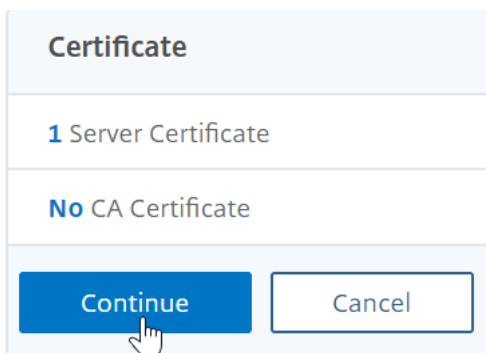 Certificate
1 Server Certificate
No CA Certificate
Continue Cancel